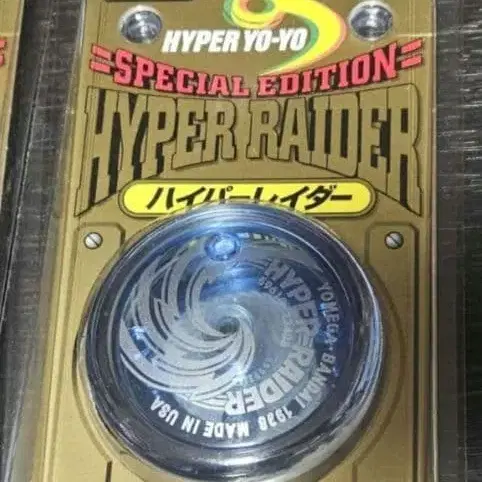 HYPER YO-YO
SPECIAL EDITION
HYPER RAIDER
ハイパーレイダー
HYPER-RAIDER
YOMEGA・BANDAI 1998 MADE IN USA